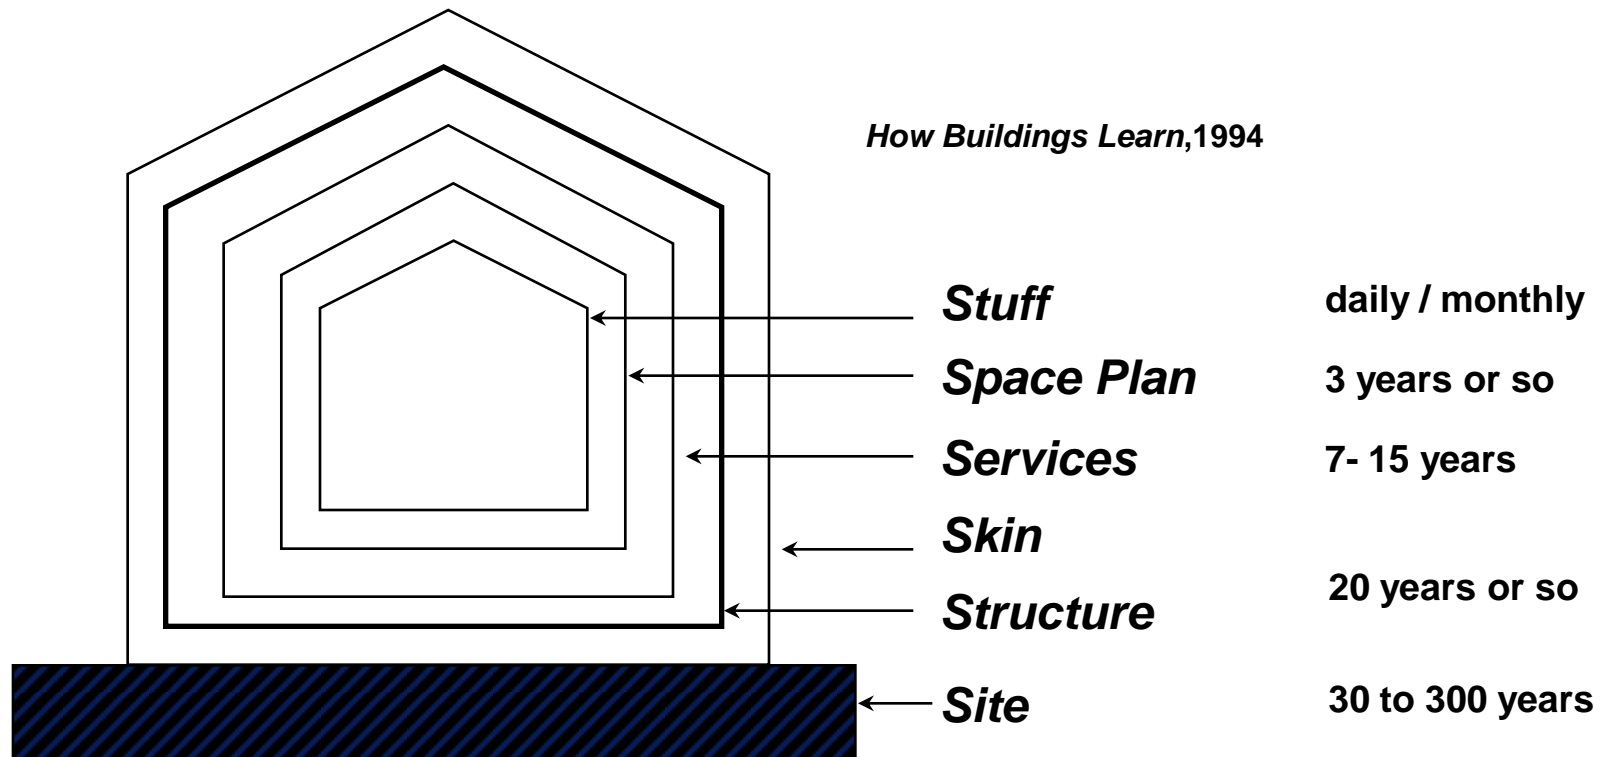 How Buildings Learn,1994
Stuff daily / monthly
Space Plan 3 years or so
Services 7- 15 years
Skin
20 years or so
Structure
Site 30 to 300 years